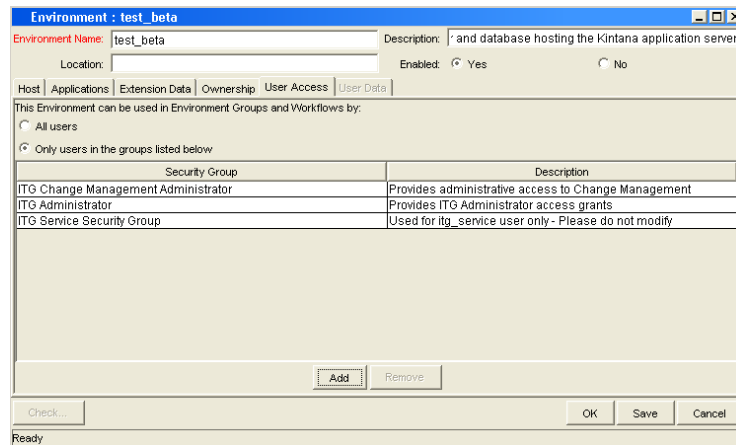 Environment : test_beta
Environment Name: test_beta Description: and database hosting the Kintana application server
Location: Enabled: Yes No
Host Applications Extension Data Ownership User Access User Data
This Environment can be used in Environment Groups and Workflows by:
All users
Only users in the groups listed below
Security Group Description
ITG Change Management Administrator Provides administrative access to Change Management
ITG Administrator Provides ITG Administrator access grants
ITG Service Security Group Used for itg_service user only - Please do not modify
Add Remove
Check... OK Save Cancel
Ready